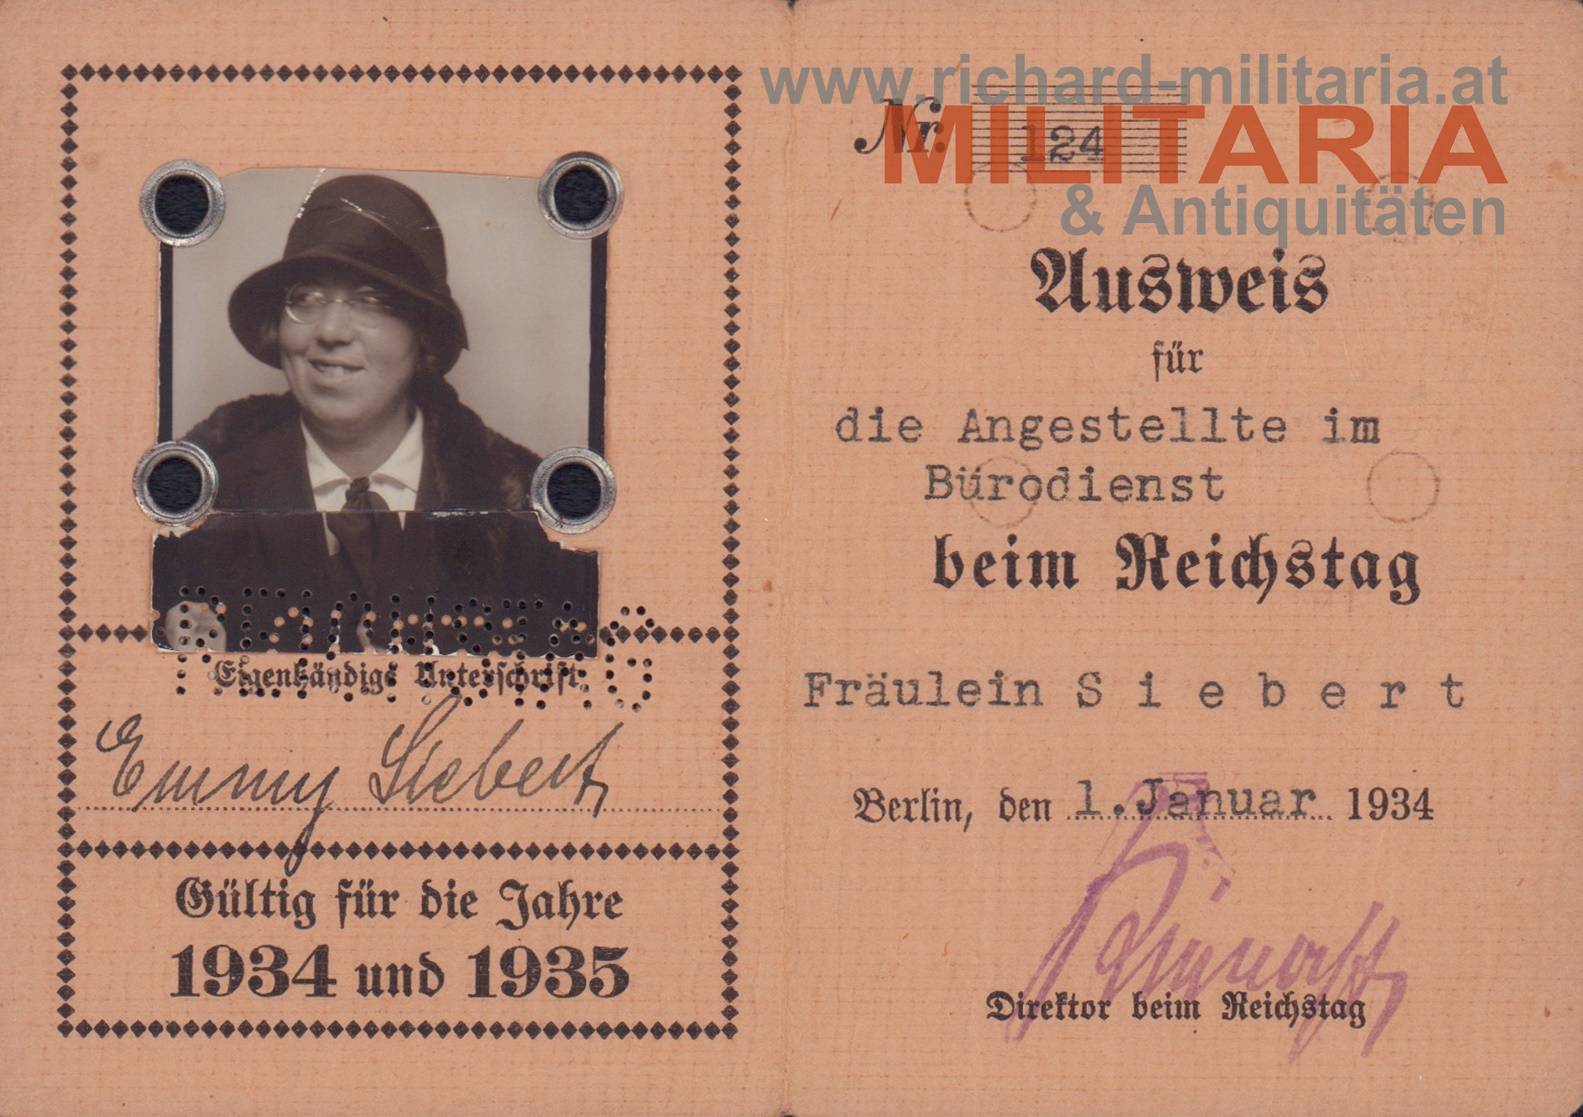 REICHSTAG
Eigenhändige Unterschrift
Emmy Siebert
Gültig für die Jahre
1934 und 1935
www.richard-militaria.at
MILITARIA
& Antiquitäten
Nr. 124
Ausweis
für
die Angestellte im
Bürodienst
beim Reichstag
Fräulein S i e b e r t
Berlin, den 1.Januar 1934
Direktor beim Reichstag